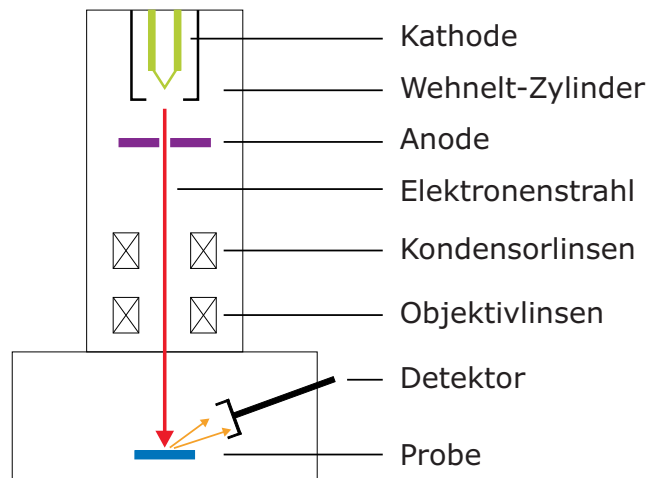 Kathode
Wehnelt-Zylinder
Anode
Elektronenstrahl
Kondensorlinsen
Objektivlinsen
Detektor
Probe